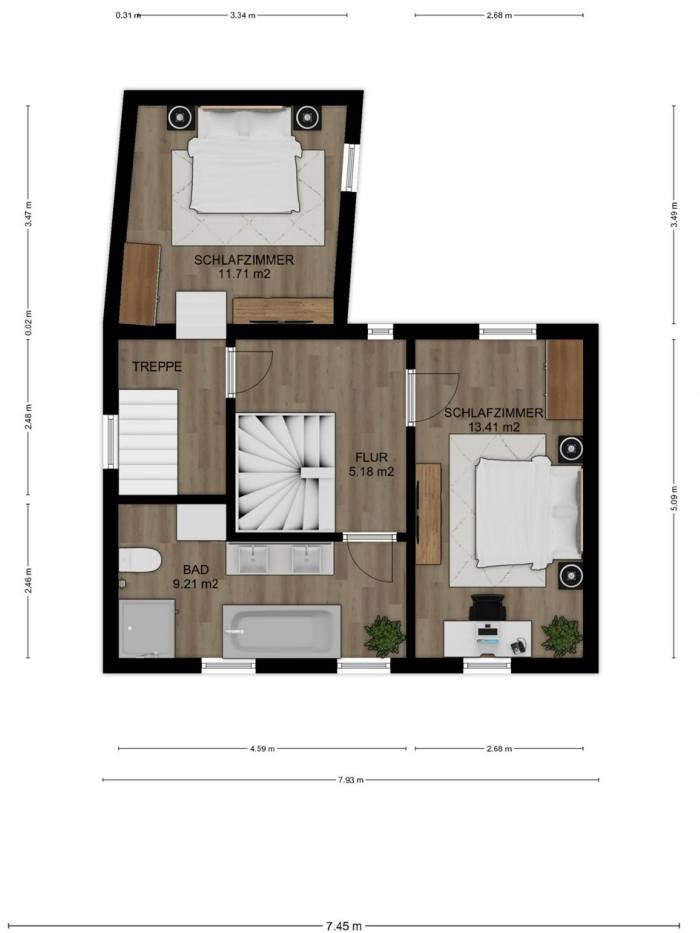 0.31 m
3.34 m
2.68 m
3.47 m
3.49 m
SCHLAFZIMMER
11.71 m2
0.02 m
TREPPE
2.48 m
SCHLAFZIMMER
13.41 m2
FLUR
5.18 m2
5.09 m
BAD
9.21 m2
2.46 m
4.59 m
2.68 m
7.93 m
7.45 m